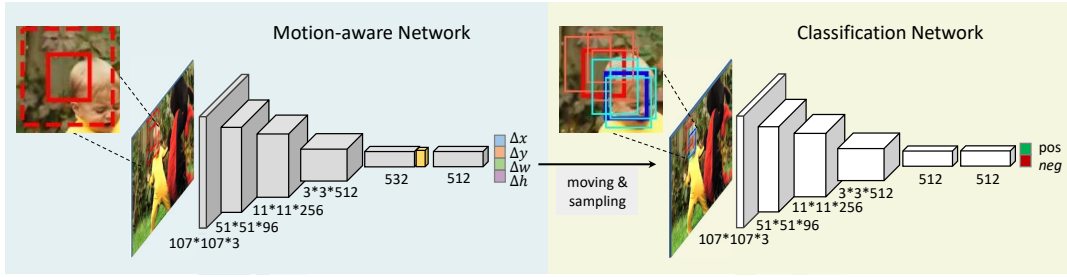 Motion-aware Network
107*107*3
51*51*96
11*11*256
3*3*512
532
512
Δx
Δy
Δw
Δh
moving &
sampling
Classification Network
107*107*3
51*51*96
11*11*256
3*3*512
512
512
pos
neg